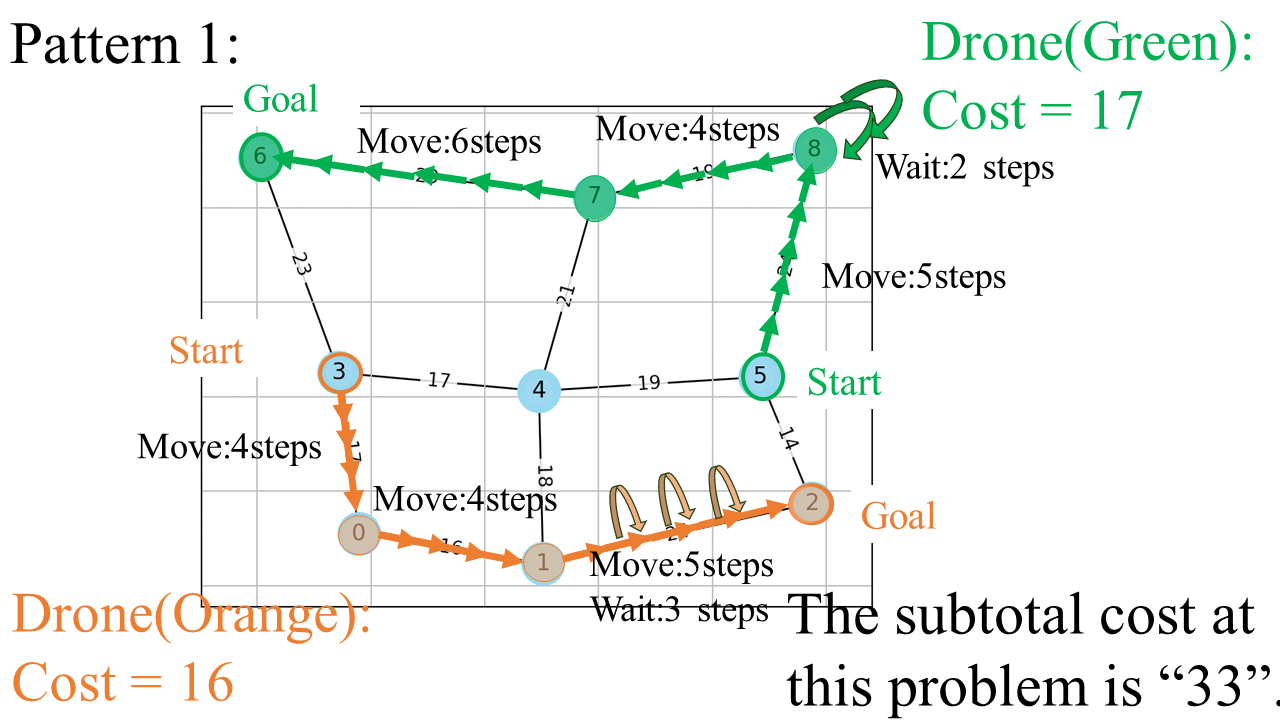 Pattern 1:
Drone(Green):
Cost = 17
Goal
Move:6steps
Move:4steps
8
Wait:2 steps
6
7
19
23
21
Move:5steps
Start
3
17
4
19
5
Start
Move:4steps
17
14
18
Move:4steps
0
16
1
2
Goal
Move:5steps
Wait:3 steps
Drone(Orange):
Cost = 16
The subtotal cost at
this problem is “33”.